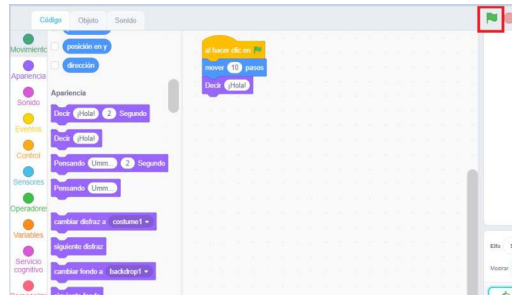 Código Objeto Sonido
Movimiento
Apariencia
Sonido
Eventos
Control
Sensores
Operadores
Variables
Servicio
cognitivo
posición en y
dirección
Apariencia
Decir ¡Hola! 2 Segundo
Decir ¡Hola!
Pensando Umm... 2 Segundo
Pensando Umm...
cambiar disfraz a costume1
siguiente disfraz
cambiar fondo a backdrop1
al hacer clic en
mover 10 pasos
Decir ¡Hola!
Elfo
Mostrar